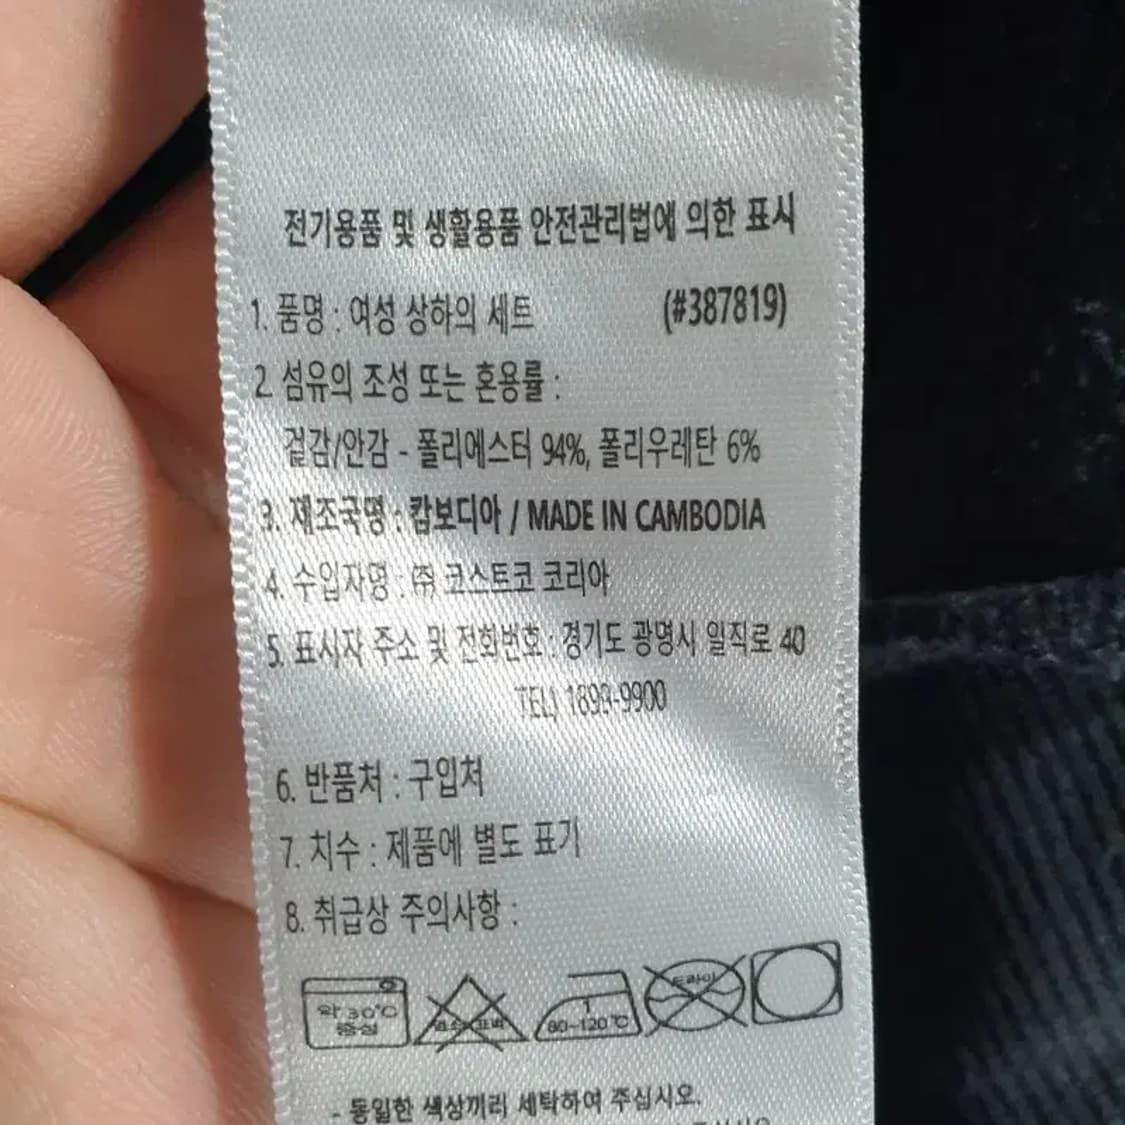 전기용품 및 생활용품 안전관리법에 의한 표시
1. 품명 : 여성 상하의 세트 (#387819)
2. 섬유의 조성 또는 혼용률 :
겉감/안감 - 폴리에스터 94%, 폴리우레탄 6%
3. 제조국명 : 캄보디아 / MADE IN CAMBODIA
4. 수입자명 : ㈜ 코스트코 코리아
5. 표시자 주소 및 전화번호 : 경기도 광명시 일직로 40
TEL) 1899-9900
6. 반품처 : 구입처
7. 치수 : 제품에 별도 표기
8. 취급상 주의사항 :
약 30℃ 염소표백 80~120℃ 드라이
중성
- 동일한 색상끼리 세탁하여 주십시오.